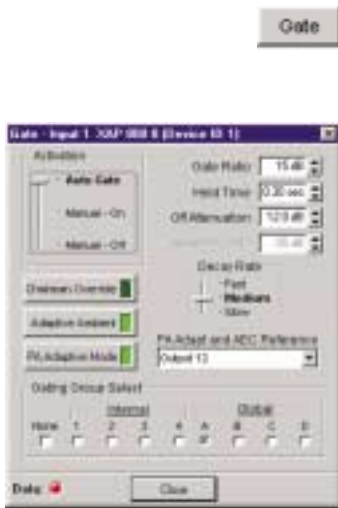 Gate
Gate - Input 1 XAP 800 0 (Device ID 1)
Activation
Auto Gate
Manual - On
Manual - Off
Gate Ratio 15 dB
Hold Time 0.30 sec
Off Attenuation 12.0 dB
Decay Rate
Fast
Medium
Slow
Chairman Override
Adaptive Ambient
PA Adaptive Mode
PA Adapt and AEC Reference
Output 13
Gating Group Select
Internal Global
None 1 2 3 4 A B C D
Data:
Close